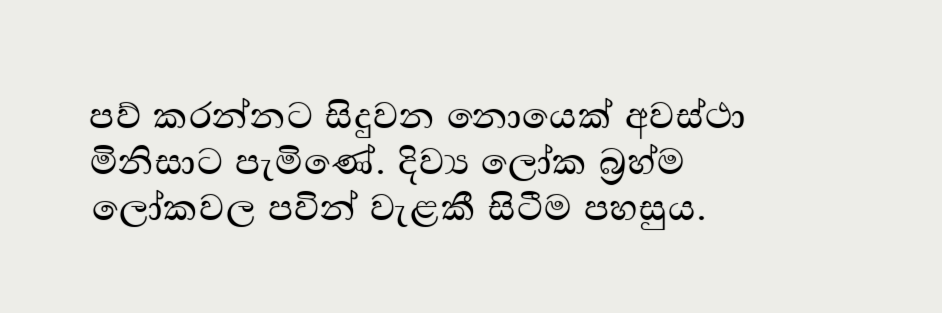 පව් කරන්නට සිදුවන නොයෙක් අවස්ථා
මිනිසාට පැමිණේ. දිව්‍ය ලෝක බ්‍රහ්ම
ලෝකවල පවින් වැළකී සිටීම පහසුය.